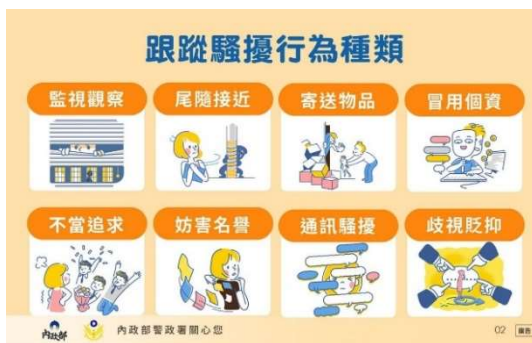 跟蹤騷擾行為種類
監視觀察
尾隨接近
寄送物品
冒用個資
不當追求
妨害名譽
通訊騷擾
歧視貶抑
內政部
內政部警政署關心您
02
廣告